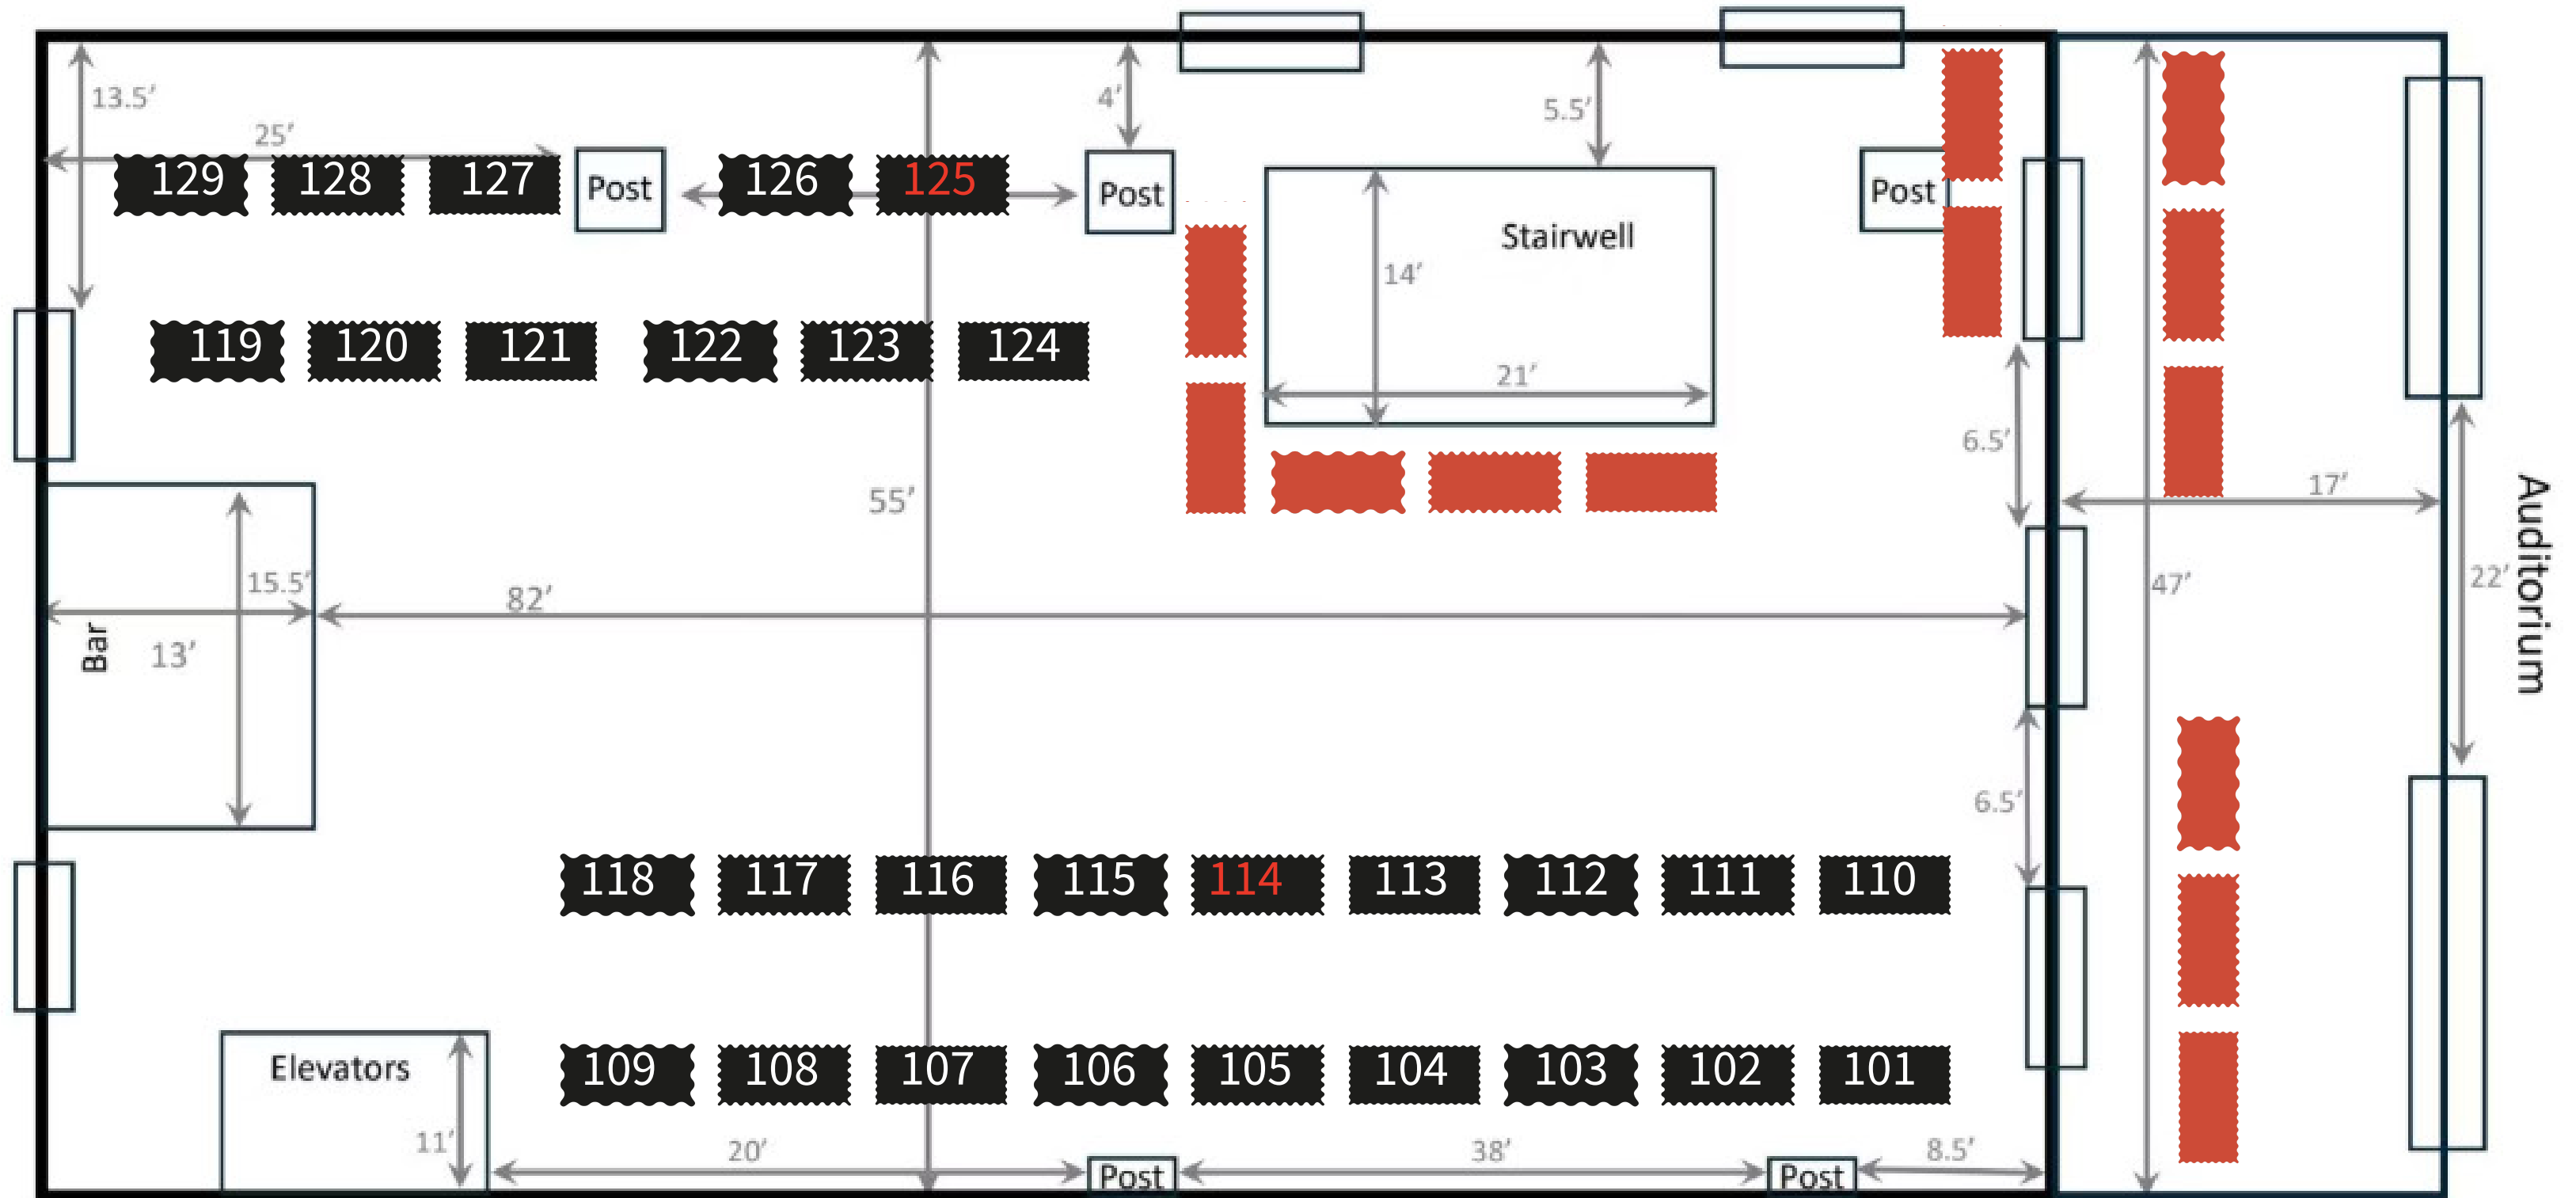 13.5’
25’
4’
5.5’
129 128 127 Post 126 125 Post
Post
Stairwell
14’
21’
119 120 121 122 123 124
6.5’
55’
17’
Auditorium
15.5’
82’
13’
Bar
47’
22’
6.5’
118 117 116 115 114 113 112 111 110
109 108 107 106 105 104 103 102 101
Elevators
11’
20’
38’
8.5’
Post
Post